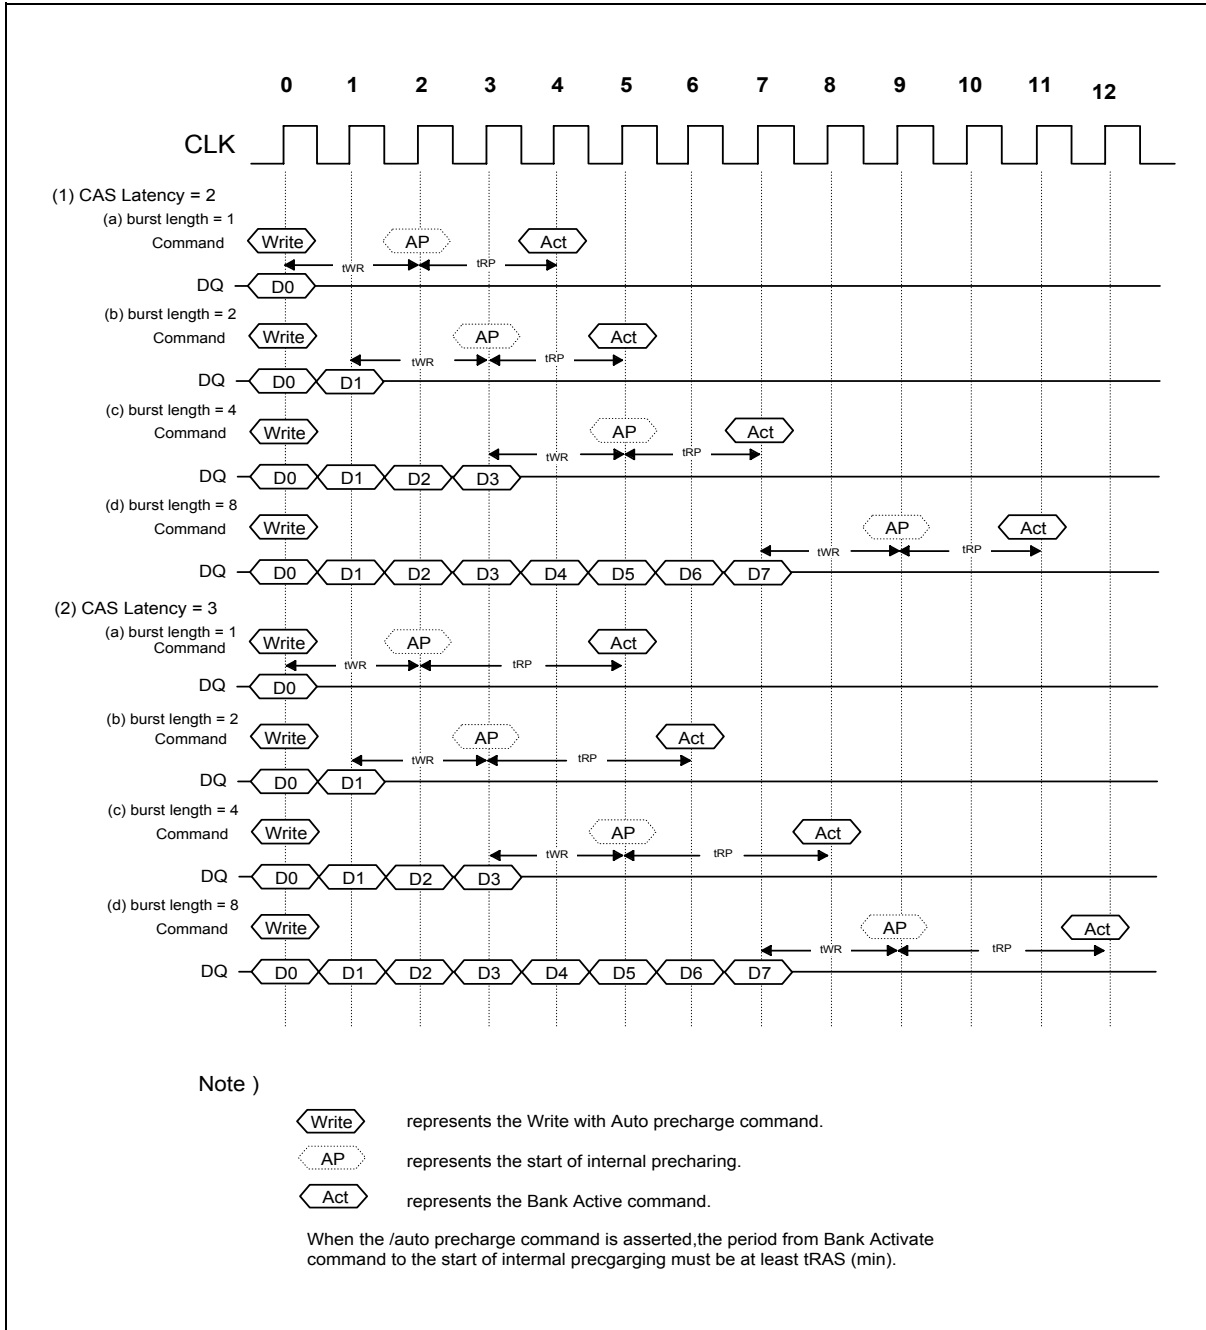 0 1 2 3 4 5 6 7 8 9 10 11 12
CLK
(1) CAS Latency = 2
(a) burst length = 1
Command Write AP Act
tWR tRP
DQ D0
(b) burst length = 2
Command Write AP Act
tWR tRP
DQ D0 D1
(c) burst length = 4
Command Write AP Act
tWR tRP
DQ D0 D1 D2 D3
(d) burst length = 8
Command Write AP Act
tWR tRP
DQ D0 D1 D2 D3 D4 D5 D6 D7
(2) CAS Latency = 3
(a) burst length = 1
Command Write AP Act
tWR tRP
DQ D0
(b) burst length = 2
Command Write AP Act
tWR tRP
DQ D0 D1
(c) burst length = 4
Command Write AP Act
tWR tRP
DQ D0 D1 D2 D3
(d) burst length = 8
Command Write AP Act
tWR tRP
DQ D0 D1 D2 D3 D4 D5 D6 D7
Note )
Write represents the Write with Auto precharge command.
AP represents the start of internal precharing.
Act represents the Bank Active command.
When the /auto precharge command is asserted,the period from Bank Activate
command to the start of intermal precgarging must be at least tRAS (min).